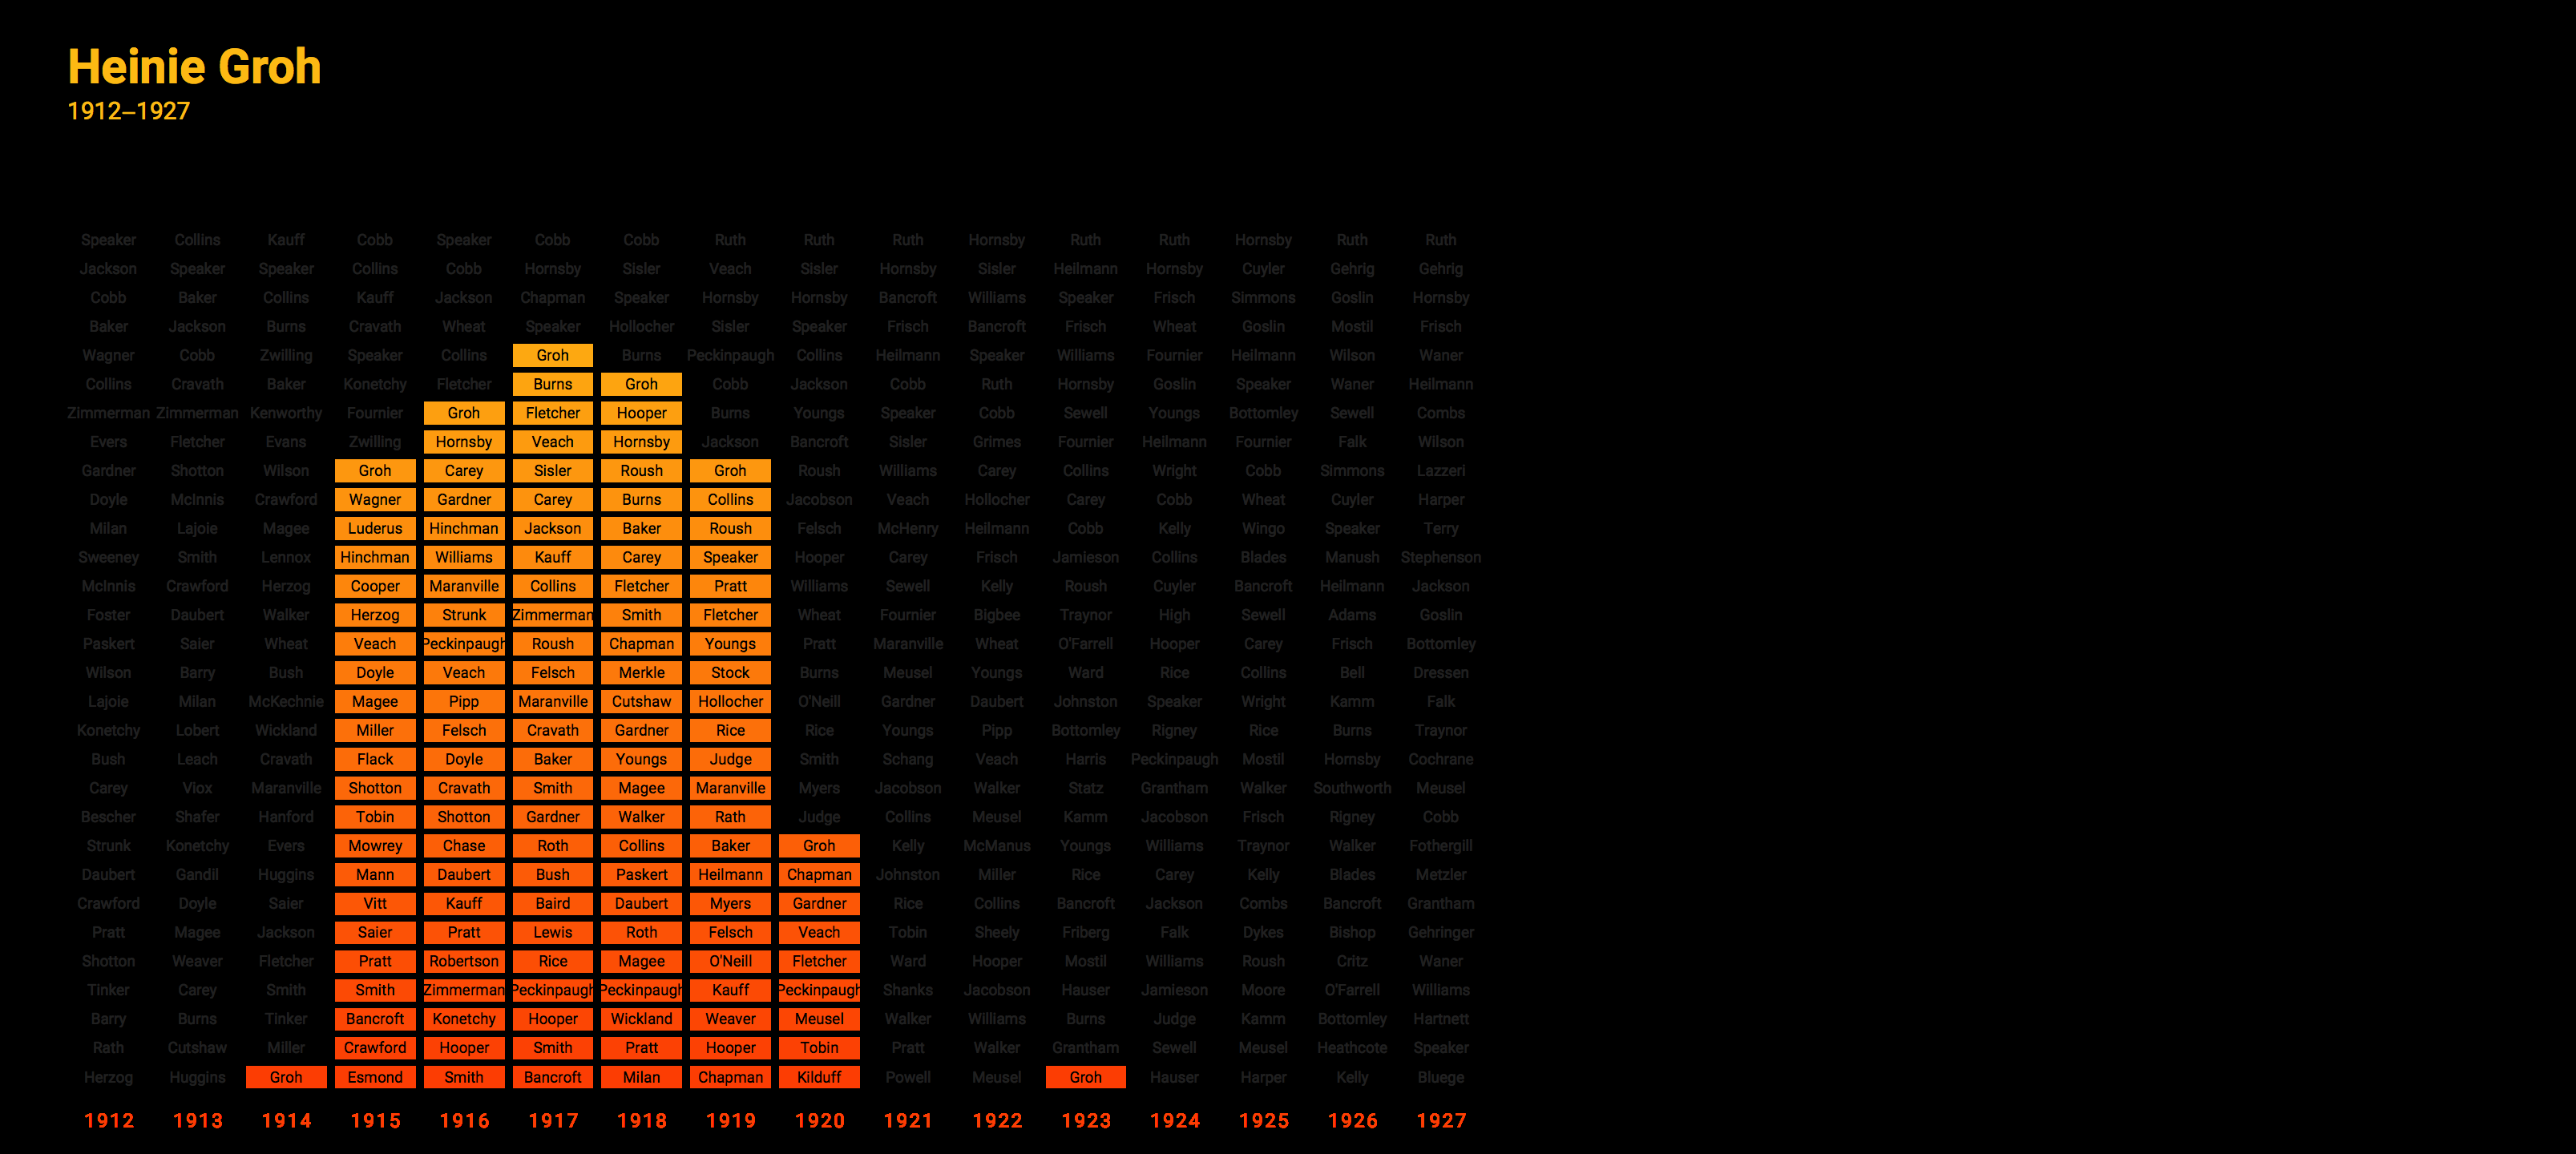 Heinie Groh
1912–1927
Speaker Collins Kauff Cobb Speaker Cobb Cobb Ruth Ruth Ruth Hornsby Ruth Ruth Hornsby Ruth Ruth
Jackson Speaker Speaker Collins Cobb Hornsby Sisler Veach Sisler Hornsby Sisler Heilmann Hornsby Cuyler Gehrig Gehrig
Cobb Baker Collins Kauff Jackson Chapman Speaker Hornsby Hornsby Bancroft Williams Speaker Frisch Simmons Goslin Hornsby
Baker Jackson Burns Cravath Wheat Speaker Hollocher Sisler Speaker Frisch Bancroft Frisch Wheat Goslin Mostil Frisch
Wagner Cobb Zwilling Speaker Collins Groh Burns Peckinpaugh Collins Heilmann Speaker Williams Fournier Heilmann Wilson Waner
Collins Cravath Baker Konetchy Fletcher Burns Groh Cobb Jackson Cobb Ruth Hornsby Goslin Speaker Waner Heilmann
Zimmerman Zimmerman Kenworthy Fournier Groh Fletcher Hooper Burns Youngs Speaker Cobb Sewell Youngs Bottomley Sewell Combs
Evers Fletcher Evans Zwilling Hornsby Veach Hornsby Jackson Bancroft Sisler Grimes Fournier Heilmann Fournier Falk Wilson
Gardner Shotton Wilson Groh Carey Sisler Roush Groh Roush Williams Carey Collins Wright Cobb Simmons Lazzeri
Doyle McInnis Crawford Wagner Gardner Carey Burns Collins Jacobson Veach Hollocher Carey Cobb Wheat Cuyler Harper
Milan Lajoie Magee Luderus Hinchman Jackson Baker Roush Felsch McHenry Heilmann Cobb Kelly Wingo Speaker Terry
Sweeney Smith Lennox Hinchman Williams Kauff Carey Speaker Hooper Carey Frisch Jamieson Collins Blades Manush Stephenson
McInnis Crawford Herzog Cooper Maranville Collins Fletcher Pratt Williams Sewell Kelly Roush Cuyler Bancroft Heilmann Jackson
Foster Daubert Walker Herzog Strunk Zimmerman Smith Fletcher Wheat Fournier Bigbee Traynor High Sewell Adams Goslin
Paskert Saier Wheat Veach Peckinpaugh Roush Chapman Youngs Pratt Maranville Wheat O'Farrell Hooper Carey Frisch Bottomley
Wilson Barry Bush Doyle Veach Felsch Merkle Stock Burns Meusel Youngs Ward Rice Collins Bell Dressen
Lajoie Milan McKechnie Magee Pipp Maranville Cutshaw Hollocher O'Neill Gardner Daubert Johnston Speaker Wright Kamm Falk
Konetchy Lobert Wickland Miller Felsch Cravath Gardner Rice Rice Youngs Pipp Bottomley Rigney Rice Burns Traynor
Bush Leach Cravath Flack Doyle Baker Youngs Judge Smith Schang Veach Harris Peckinpaugh Mostil Hornsby Cochrane
Carey Viox Maranville Shotton Cravath Smith Magee Maranville Myers Jacobson Walker Statz Grantham Walker Southworth Meusel
Bescher Shafer Hanford Tobin Shotton Gardner Walker Rath Judge Collins Meusel Kamm Jacobson Frisch Rigney Cobb
Strunk Konetchy Evers Mowrey Chase Roth Collins Baker Groh Kelly McManus Youngs Williams Traynor Walker Fothergill
Daubert Gandil Huggins Mann Daubert Bush Paskert Heilmann Chapman Johnston Miller Rice Carey Kelly Blades Metzler
Crawford Doyle Saier Vitt Kauff Baird Daubert Myers Gardner Rice Collins Bancroft Jackson Combs Bancroft Grantham
Pratt Magee Jackson Saier Pratt Lewis Roth Felsch Veach Tobin Sheely Friberg Falk Dykes Bishop Gehringer
Shotton Weaver Fletcher Pratt Robertson Rice Magee O'Neill Fletcher Ward Hooper Mostil Williams Roush Critz Waner
Tinker Carey Smith Smith Zimmerman Peckinpaugh Peckinpaugh Kauff Peckinpaugh Shanks Jacobson Hauser Jamieson Moore O'Farrell Williams
Barry Burns Tinker Bancroft Konetchy Hooper Wickland Weaver Meusel Walker Williams Burns Judge Kamm Bottomley Hartnett
Rath Cutshaw Miller Crawford Hooper Smith Pratt Hooper Tobin Pratt Walker Grantham Sewell Meusel Heathcote Speaker
Herzog Huggins Groh Esmond Smith Bancroft Milan Chapman Kilduff Powell Meusel Groh Hauser Harper Kelly Bluege
1912 1913 1914 1915 1916 1917 1918 1919 1920 1921 1922 1923 1924 1925 1926 1927